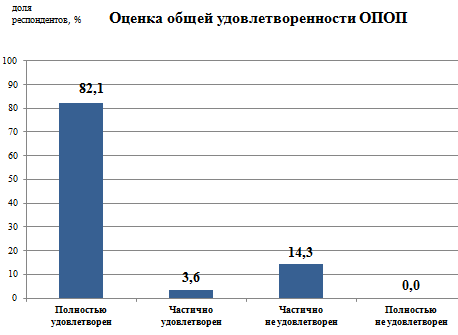 доля
респондентов, %
Оценка общей удовлетворенности ОПОП
100
90
80
70
60
50
40
30
20
10
0
82,1
3,6
14,3
0,0
Полностью
удовлетворен
Частично
удовлетворен
Частично
не удовлетворен
Полностью
не удовлетворен